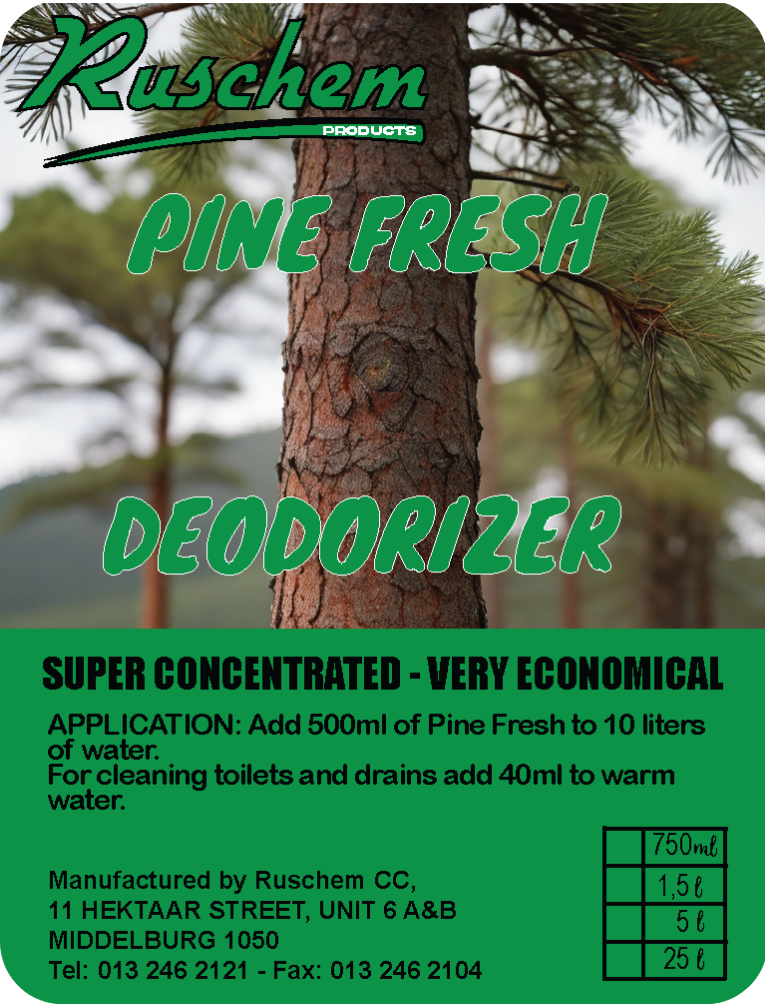 Ruschem
PRODUCTS
PINE FRESH
DEODORIZER
SUPER CONCENTRATED - VERY ECONOMICAL
APPLICATION: Add 500ml of Pine Fresh to 10 liters
of water.
For cleaning toilets and drains add 40ml to warm
water.
750ml
1,5 ℓ
5 ℓ
25 ℓ
Manufactured by Ruschem CC,
11 HEKTAAR STREET, UNIT 6 A&B
MIDDELBURG 1050
Tel: 013 246 2121 - Fax: 013 246 2104